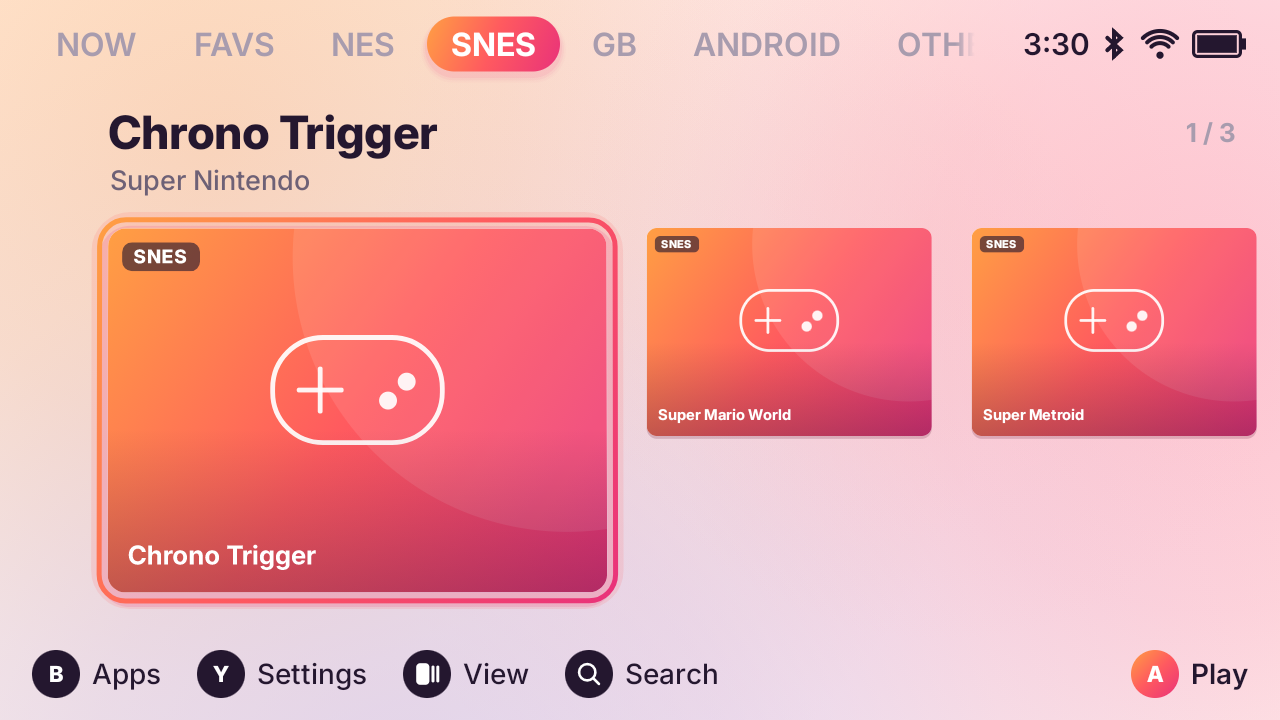 NOW FAVS NES SNES GB ANDROID OTH 3:30
Chrono Trigger
1 / 3
Super Nintendo
SNES
Chrono Trigger
SNES
Super Mario World
SNES
Super Metroid
B Apps Y Settings View Search A Play